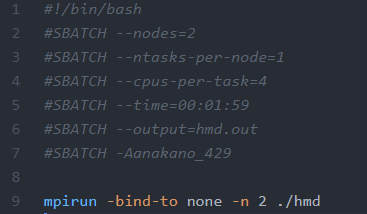 1 #!/bin/bash
2 #SBATCH --nodes=2
3 #SBATCH --ntasks-per-node=1
4 #SBATCH --cpus-per-task=4
5 #SBATCH --time=00:01:59
6 #SBATCH --output=hmd.out
7 #SBATCH -Aanakano_429
8
9 mpirun -bind-to none -n 2 ./hmd